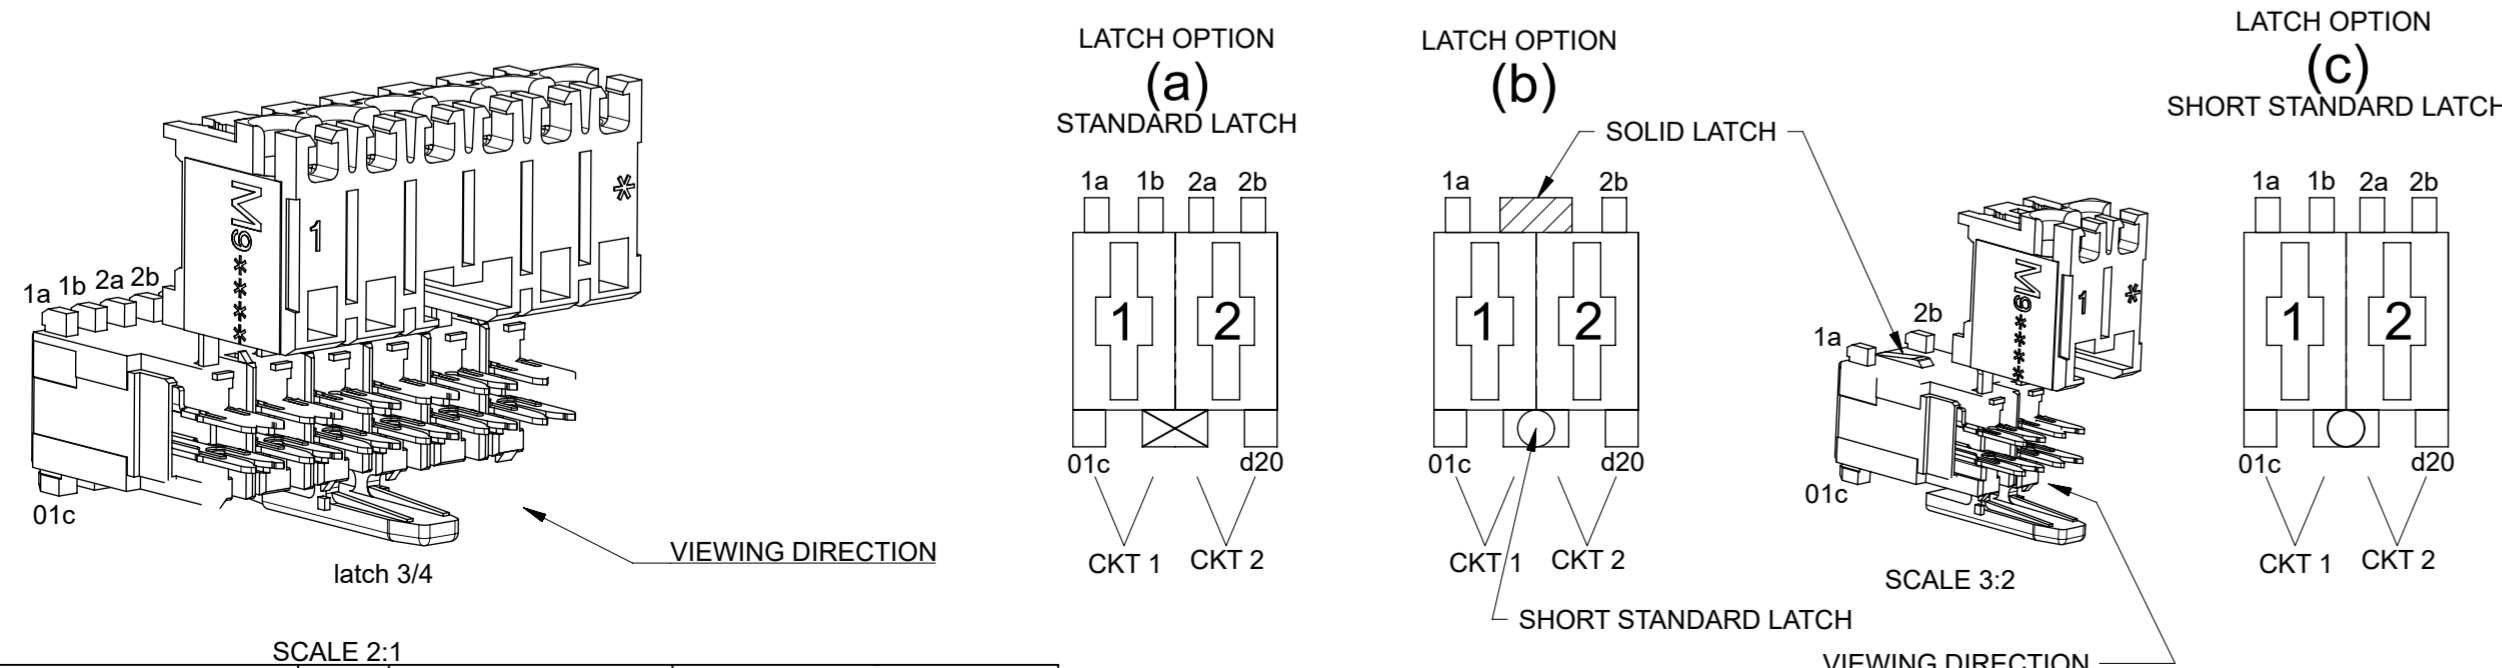 LATCH OPTION
(a)
STANDARD LATCH
LATCH OPTION
(b)
SOLID LATCH
LATCH OPTION
(c)
SHORT STANDARD LATCH
M6****
1
*
1a 1b 2a 2b
01c
latch 3/4
VIEWING DIRECTION
SCALE 2:1
1a 1b 2a 2b
1 2
01c d20
CKT 1 CKT 2
1a 2b
1 2
01c d20
CKT 1 CKT 2
SHORT STANDARD LATCH
M6****
1
*
1a 2b
01c
SCALE 3:2
VIEWING DIRECTION
1a 1b 2a 2b
1 2
01c d20
CKT 1 CKT 2